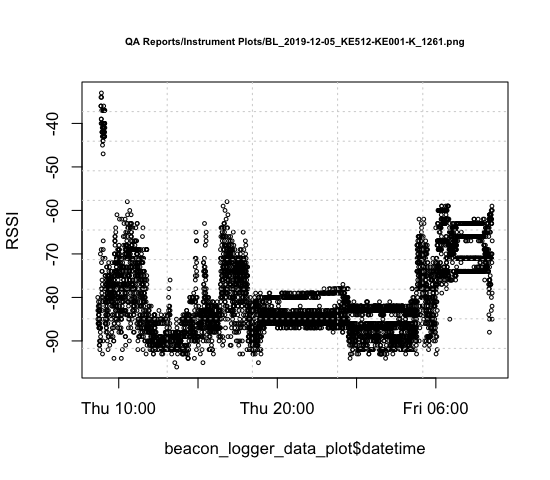 QA Reports/Instrument Plots/BL_2019-12-05_KE512-KE001-K_1261.png
-40
-50
-60
-70
-80
-90
RSSI
Thu 10:00 Thu 20:00 Fri 06:00
beacon_logger_data_plot$datetime